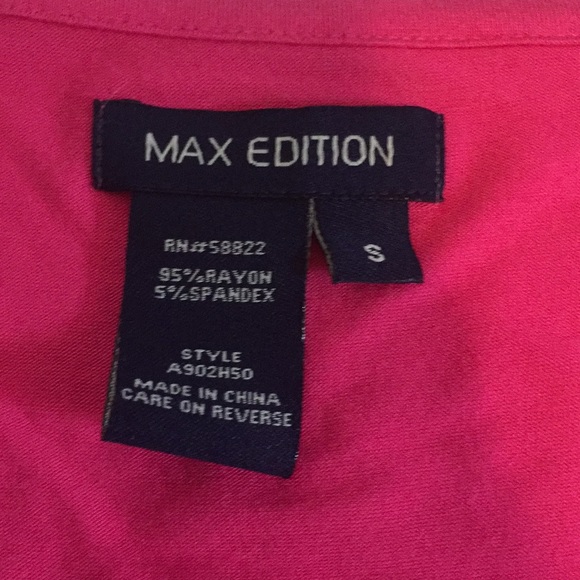 MAX EDITION
S
RN#58822
95%RAYON
5%SPANDEX
STYLE
A902H50
MADE IN CHINA
CARE ON REVERSE